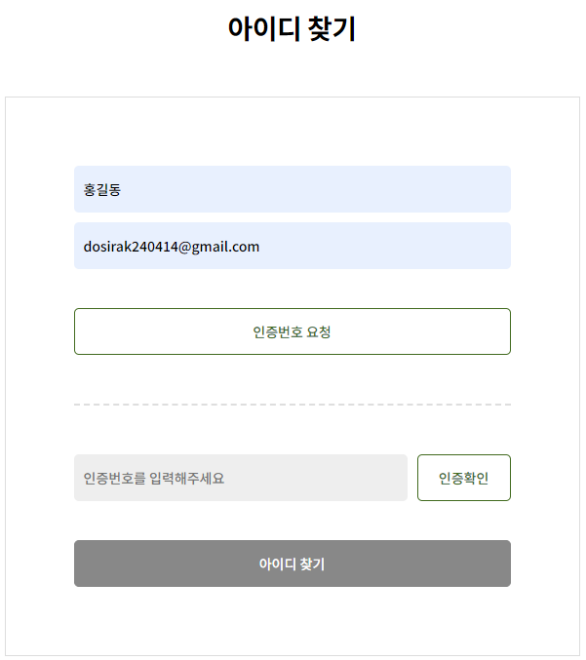 아이디 찾기
홍길동
dosirak240414@gmail.com
인증번호 요청
인증번호를 입력해주세요
인증확인
아이디 찾기